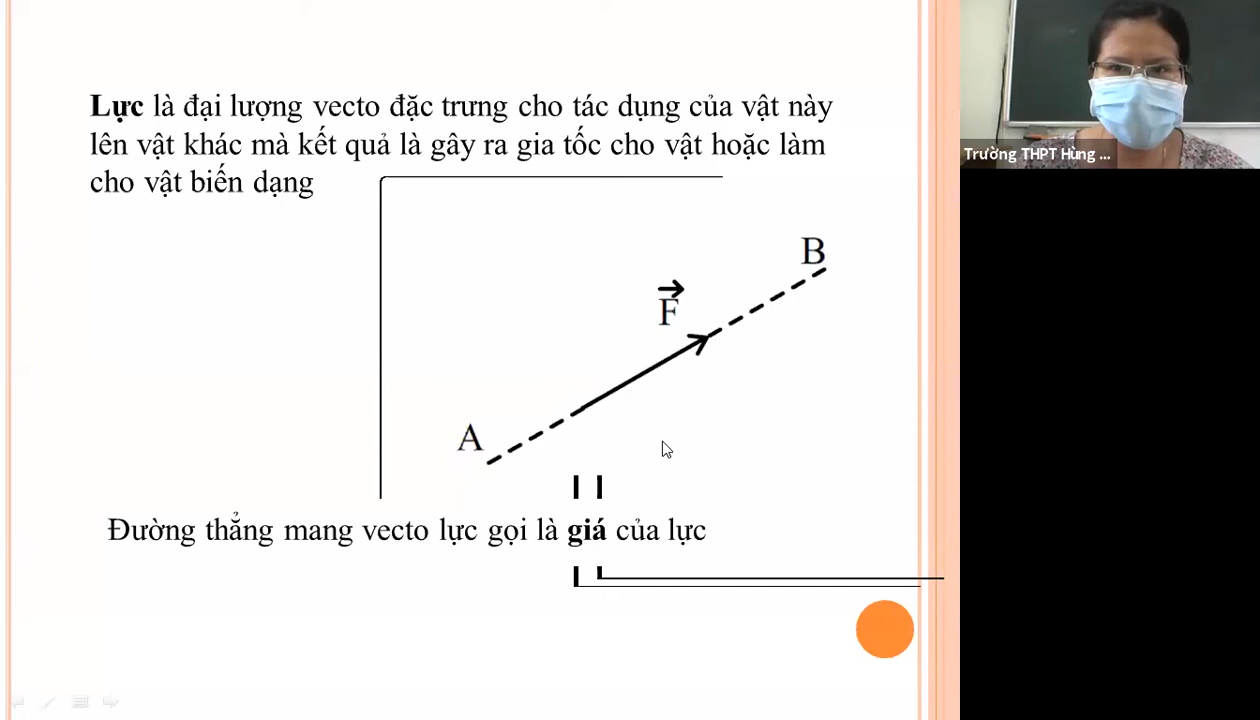 Lực là đại lượng vecto đặc trưng cho tác dụng của vật này
lên vật khác mà kết quả là gây ra gia tốc cho vật hoặc làm
cho vật biến dạng
B
F
A
Đường thẳng mang vecto lực gọi là giá của lực
Trường THPT Hùng ...